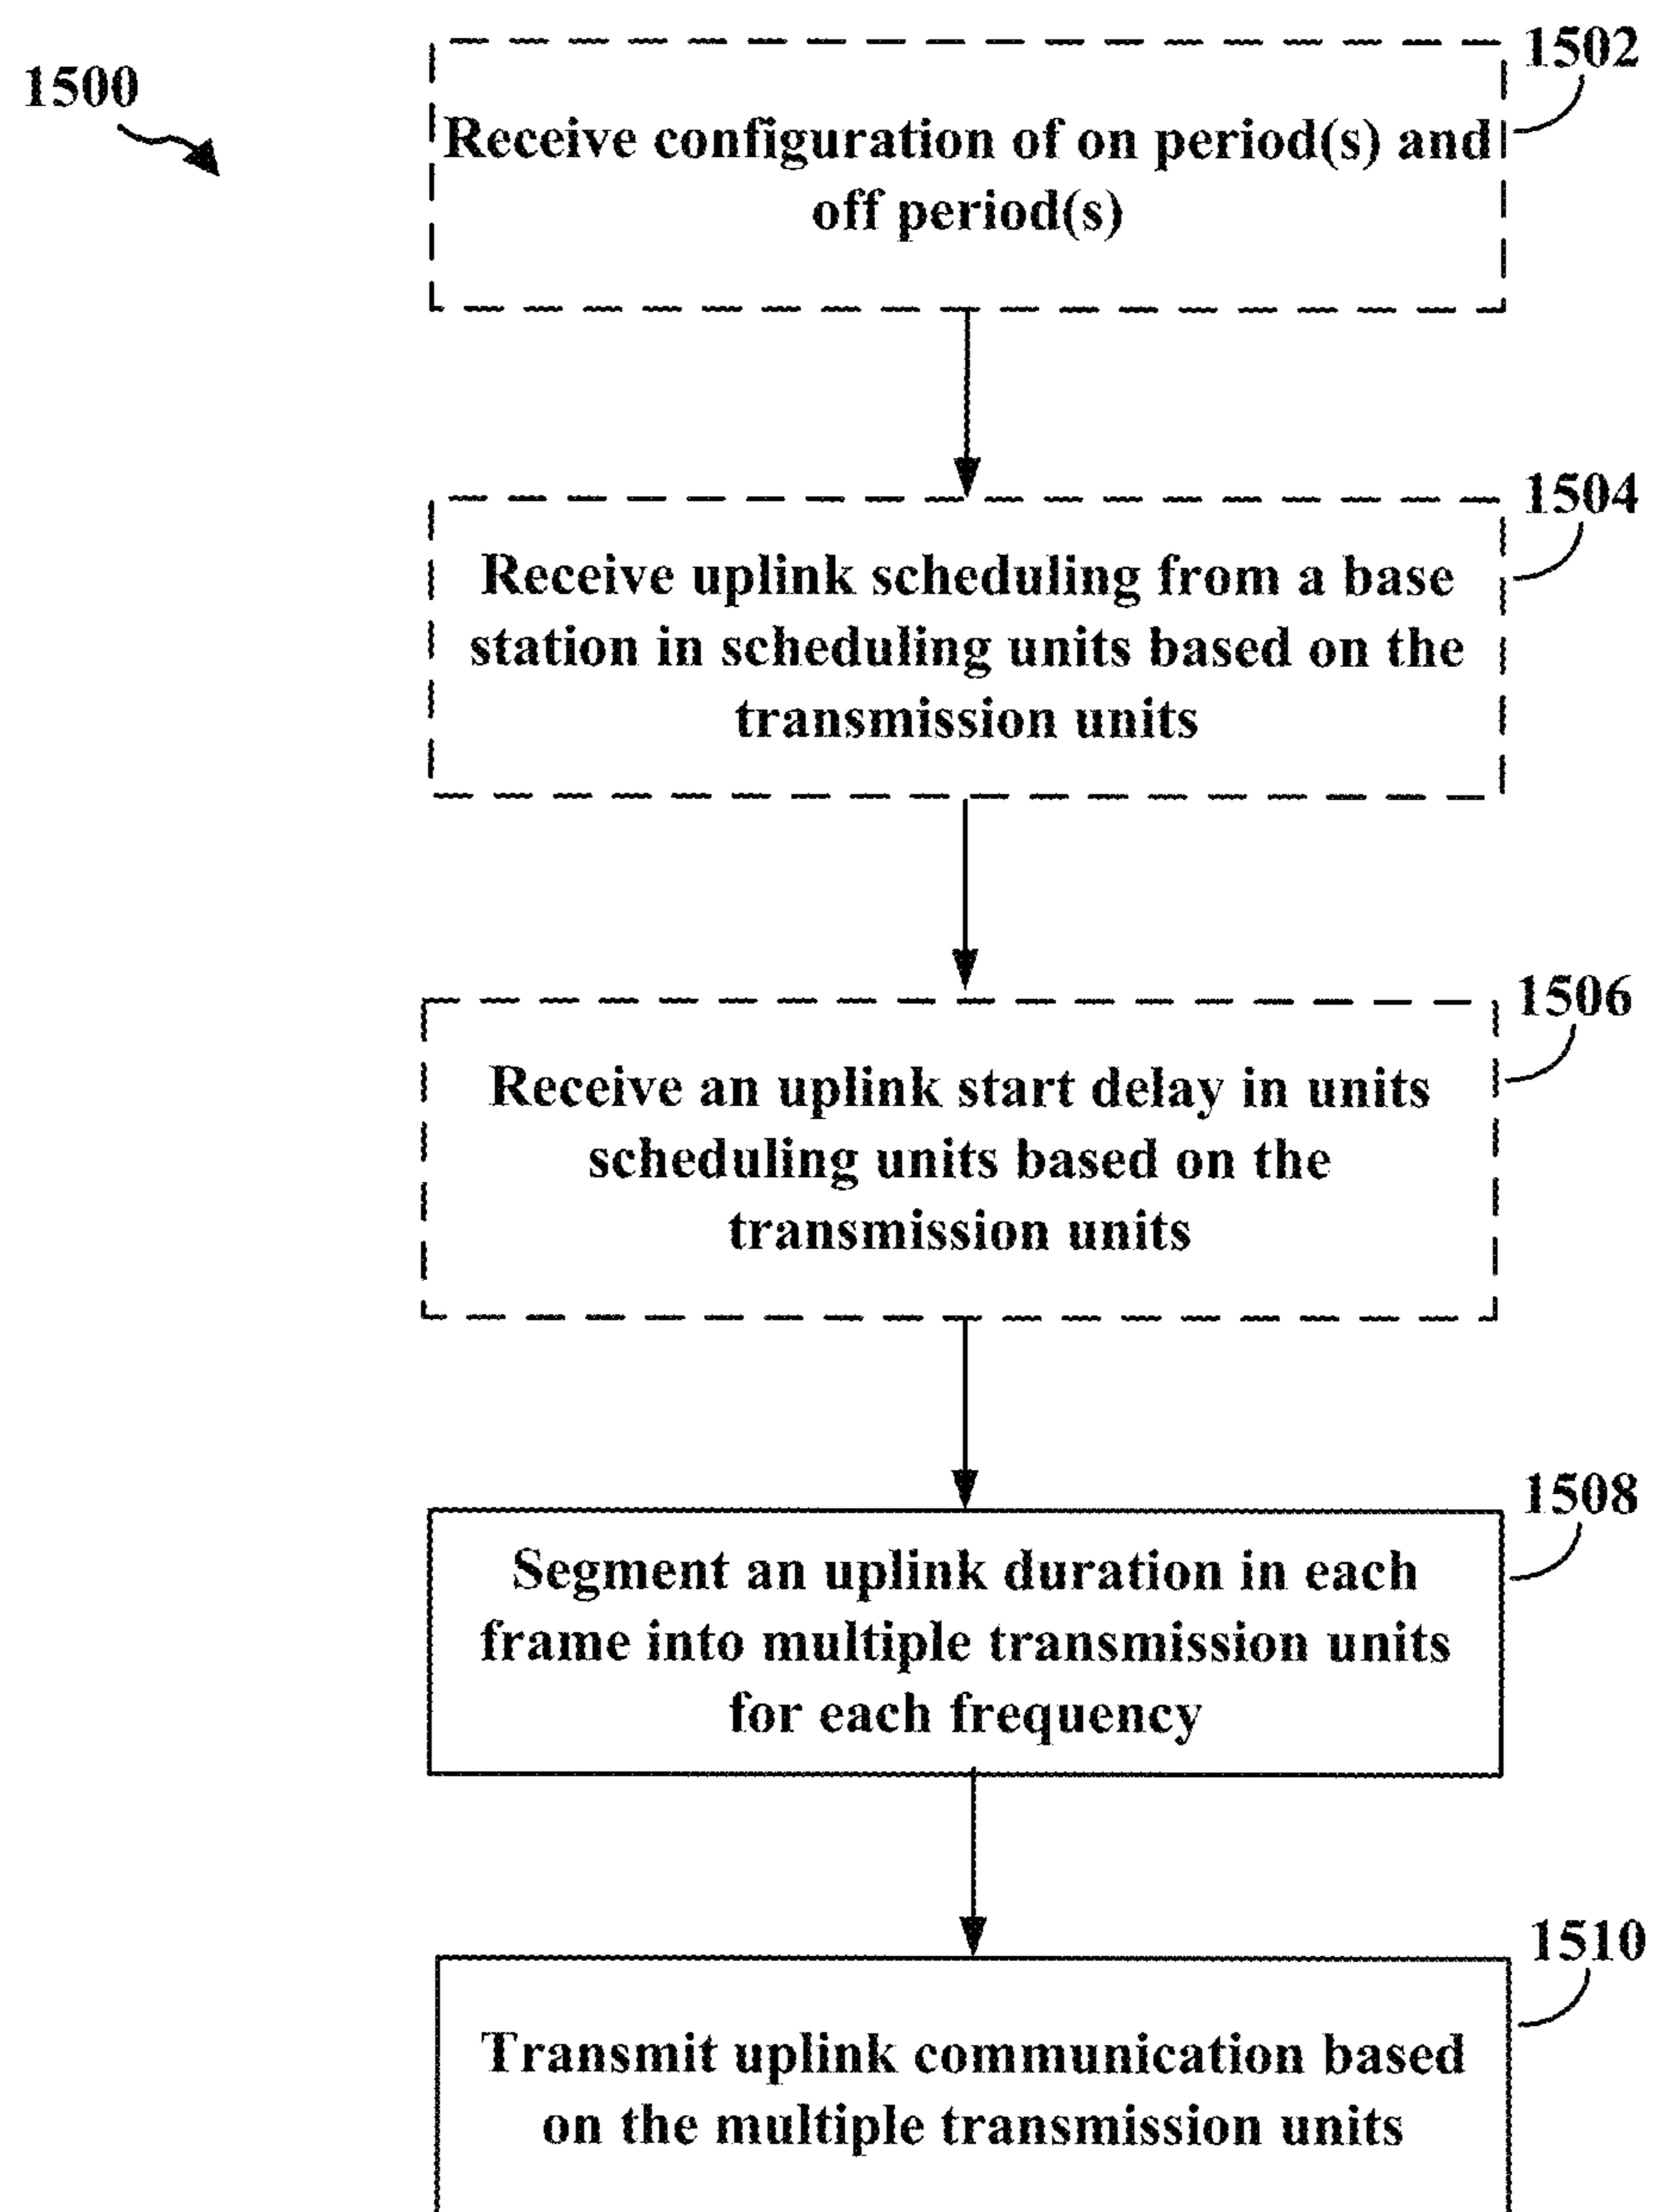 1500
1502
Receive configuration of on period(s) and
off period(s)
1504
Receive uplink scheduling from a base
station in scheduling units based on the
transmission units
1506
Receive an uplink start delay in units
scheduling units based on the
transmission units
1508
Segment an uplink duration in each
frame into multiple transmission units
for each frequency
1510
Transmit uplink communication based
on the multiple transmission units